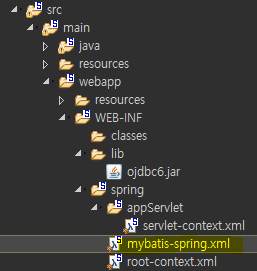 src
main
java
resources
webapp
resources
WEB-INF
classes
lib
ojdbc6.jar
spring
appServlet
servlet-context.xml
mybatis-spring.xml
root-context.xml